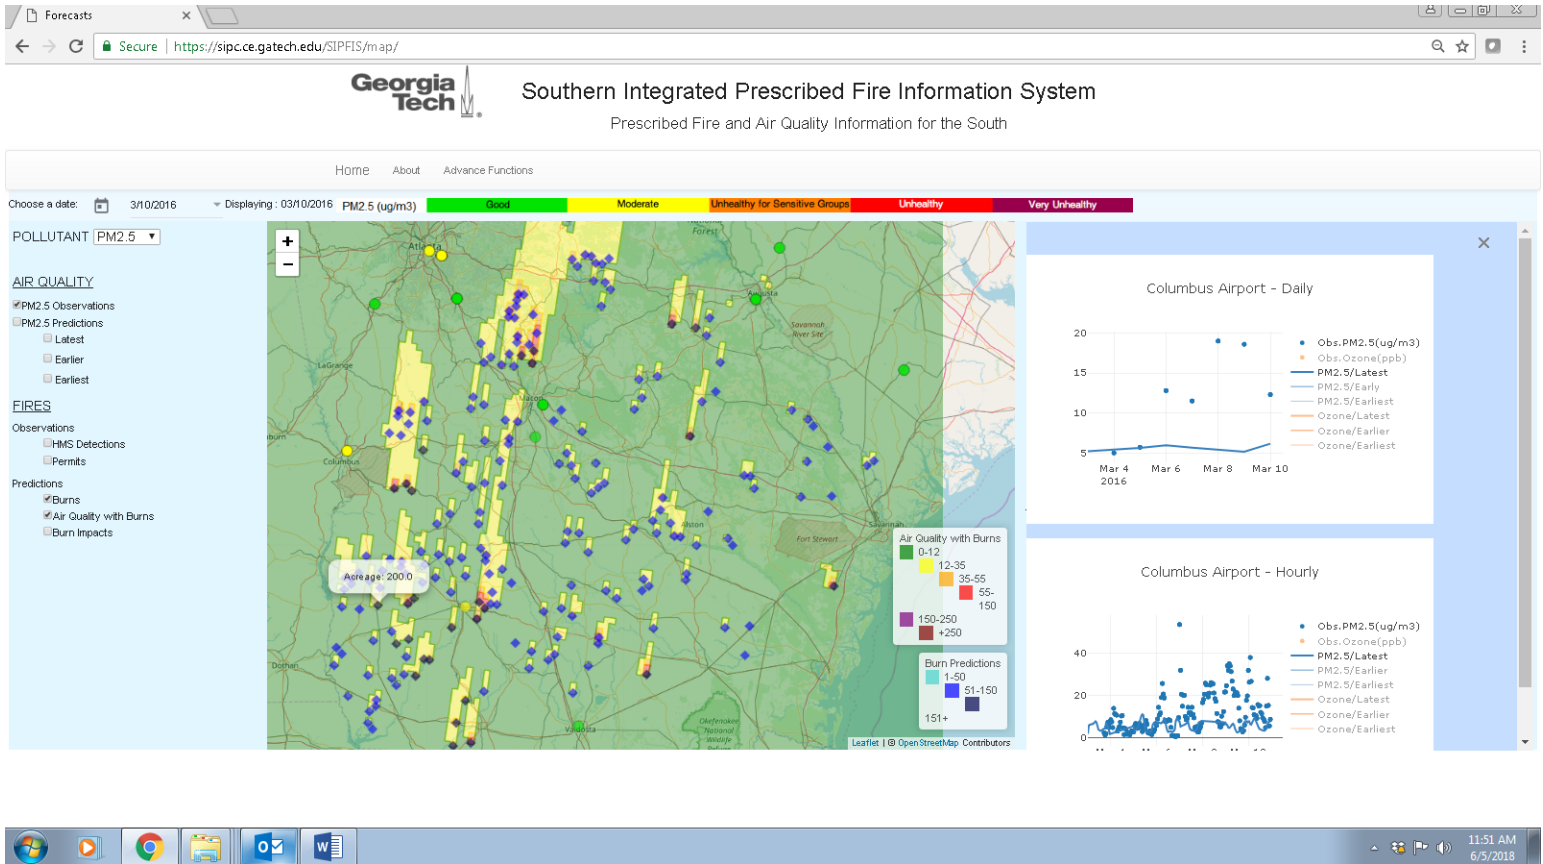 Forecasts
Secure | https://sipc.ce.gatech.edu/SIPFIS/map/
Georgia
Tech
Southern Integrated Prescribed Fire Information System
Prescribed Fire and Air Quality Information for the South
Home About Advance Functions
Choose a date: 3/10/2016 Displaying : 03/10/2016 PM2.5 (ug/m3) Good Moderate Unhealthy for Sensitive Groups Unhealthy Very Unhealthy
POLLUTANT PM2.5
AIR QUALITY
PM2.5 Observations
PM2.5 Predictions
Latest
Earlier
Earliest
FIRES
Observations
HMS Detections
Permits
Predictions
Burns
Air Quality with Burns
Burn Impacts
+
−
Atlanta
Forest
Augusta
Savannah
River Site
LaGrange
Macon
Columbus
Alston
Savannah
Fort Stewart
Dothan
Valdosta
Okefenokee
National
Wildlife
Refuge
Acreage: 200.0
Air Quality with Burns
0-12
12-35
35-55
55-
150
150-250
+250
Burn Predictions
1-50
51-150
151+
Leaflet | © OpenStreetMap Contributors
Columbus Airport - Daily
20
15
10
5
Mar 4
2016
Mar 6
Mar 8
Mar 10
Obs.PM2.5(ug/m3)
Obs.Ozone(ppb)
PM2.5/Latest
PM2.5/Early
PM2.5/Earliest
Ozone/Latest
Ozone/Earlier
Ozone/Earliest
Columbus Airport - Hourly
40
20
0
Obs.PM2.5(ug/m3)
Obs.Ozone(ppb)
PM2.5/Latest
PM2.5/Earlier
PM2.5/Earliest
Ozone/Latest
Ozone/Earlier
Ozone/Earliest
11:51 AM
6/5/2018